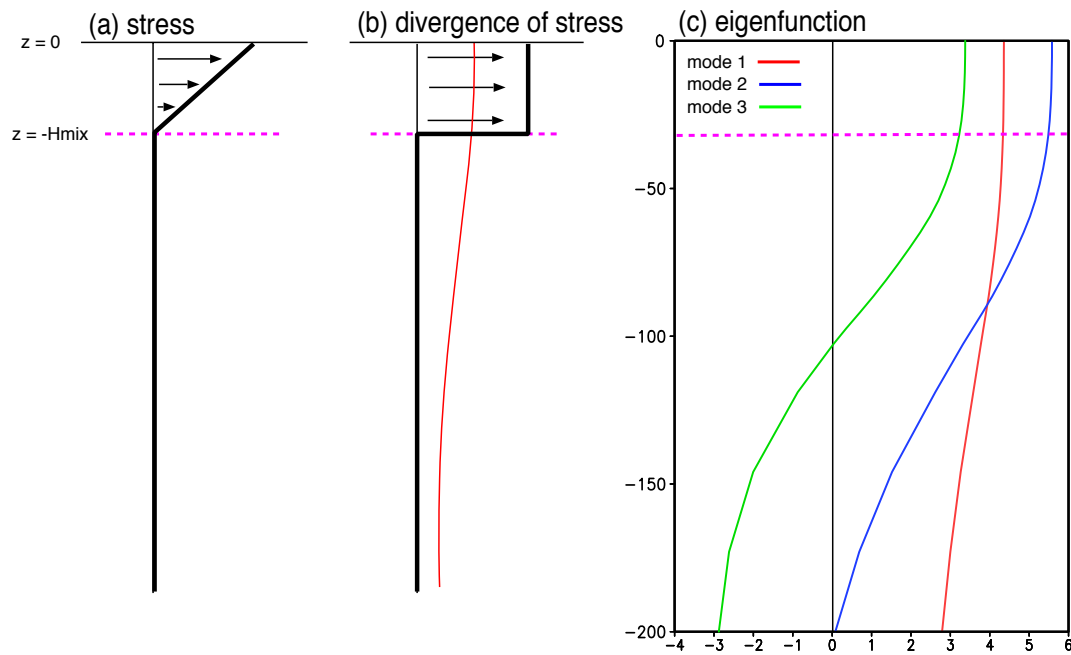 (a) stress
(b) divergence of stress
(c) eigenfunction
z = 0
z = -Hmix
mode 1
mode 2
mode 3
0
−50
−100
−150
−200
−4 −3 −2 −1 0 1 2 3 4 5 6